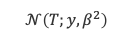 𝒩(T; y, β²)